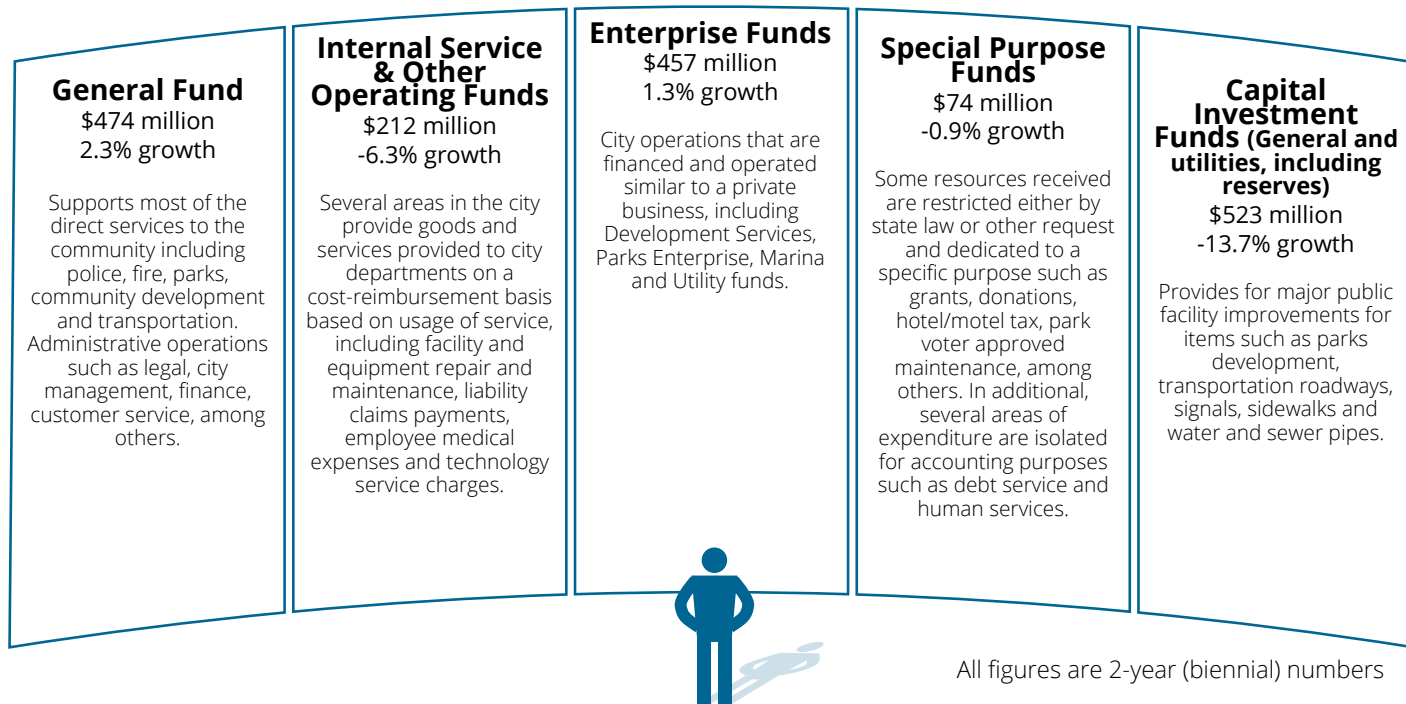 General Fund
$474 million
2.3% growth
Supports most of the
direct services to the
community including
police, fire, parks,
community development
and transportation.
Administrative operations
such as legal, city
management, finance,
customer service, among
others.
Internal Service
& Other
Operating Funds
$212 million
-6.3% growth
Several areas in the city
provide goods and
services provided to city
departments on a
cost-reimbursement basis
based on usage of service,
including facility and
equipment repair and
maintenance, liability
claims payments,
employee medical
expenses and technology
service charges.
Enterprise Funds
$457 million
1.3% growth
City operations that are
financed and operated
similar to a private
business, including
Development Services,
Parks Enterprise, Marina
and Utility funds.
Special Purpose
Funds
$74 million
-0.9% growth
Some resources received
are restricted either by
state law or other request
and dedicated to a
specific purpose such as
grants, donations,
hotel/motel tax, park
voter approved
maintenance, among
others. In additional,
several areas of
expenditure are isolated
for accounting purposes
such as debt service and
human services.
Capital
Investment
Funds (General and
utilities, including
reserves)
$523 million
-13.7% growth
Provides for major public
facility improvements for
items such as parks
development,
transportation roadways,
signals, sidewalks and
water and sewer pipes.
All figures are 2-year (biennial) numbers